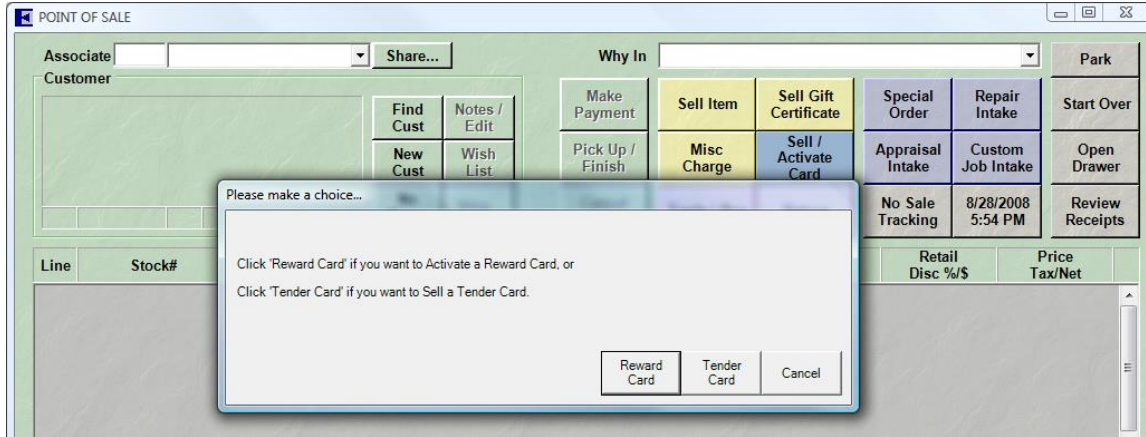 POINT OF SALE
Associate
Share...
Why In
Park
Customer
Find
Cust
Notes /
Edit
Make
Payment
Sell Item
Sell Gift
Certificate
Special
Order
Repair
Intake
Start Over
New
Cust
Wish
List
Pick Up /
Finish
Misc
Charge
Sell /
Activate
Card
Appraisal
Intake
Custom
Job Intake
Open
Drawer
No Sale
Tracking
8/28/2008
5:54 PM
Review
Receipts
Please make a choice...
Click 'Reward Card' if you want to Activate a Reward Card, or
Click 'Tender Card' if you want to Sell a Tender Card.
Reward
Card
Tender
Card
Cancel
Line
Stock#
Retail
Disc %/$
Price
Tax/Net